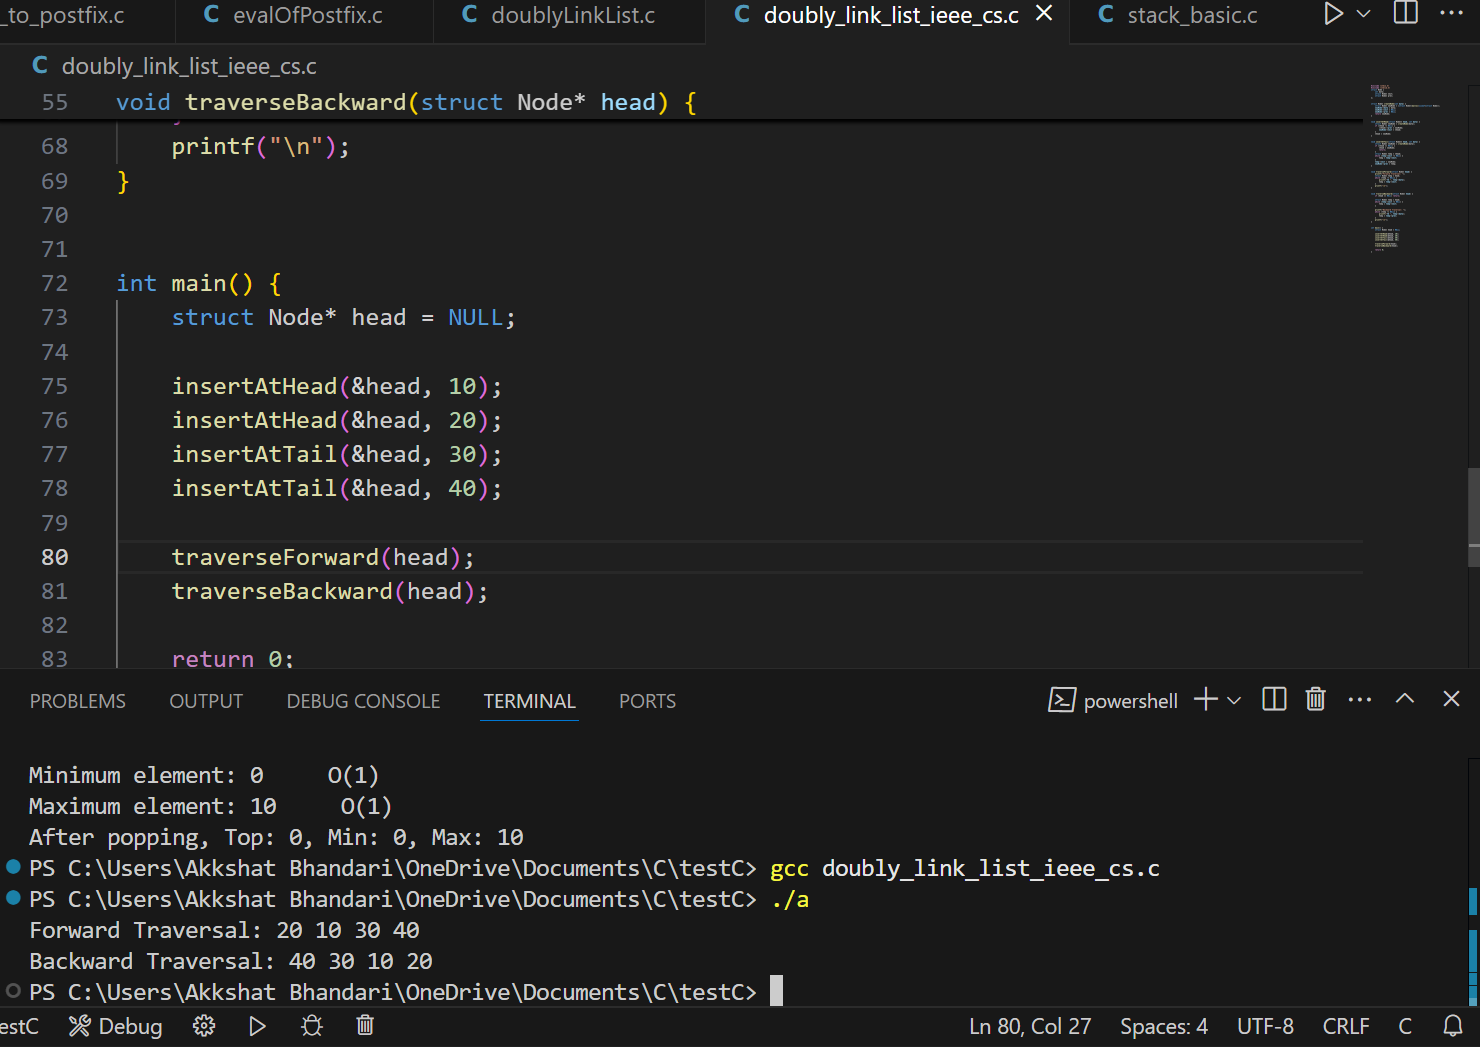 _to_postfix.c C evalOfPostfix.c C doublyLinkList.c C doubly_link_list_ieee_cs.c C stack_basic.c
C doubly_link_list_ieee_cs.c
55 void traverseBackward(struct Node* head) {
68 printf("\n");
69 }
70
71
72 int main() {
73 struct Node* head = NULL;
74
75 insertAtHead(&head, 10);
76 insertAtHead(&head, 20);
77 insertAtTail(&head, 30);
78 insertAtTail(&head, 40);
79
80 traverseForward(head);
81 traverseBackward(head);
82
83 return 0;
PROBLEMS OUTPUT DEBUG CONSOLE TERMINAL PORTS powershell
Minimum element: 0 O(1)
Maximum element: 10 O(1)
After popping, Top: 0, Min: 0, Max: 10
PS C:\Users\Akkshat Bhandari\OneDrive\Documents\C\testC> gcc doubly_link_list_ieee_cs.c
PS C:\Users\Akkshat Bhandari\OneDrive\Documents\C\testC> ./a
Forward Traversal: 20 10 30 40
Backward Traversal: 40 30 10 20
PS C:\Users\Akkshat Bhandari\OneDrive\Documents\C\testC>
estC Debug Ln 80, Col 27 Spaces: 4 UTF-8 CRLF C